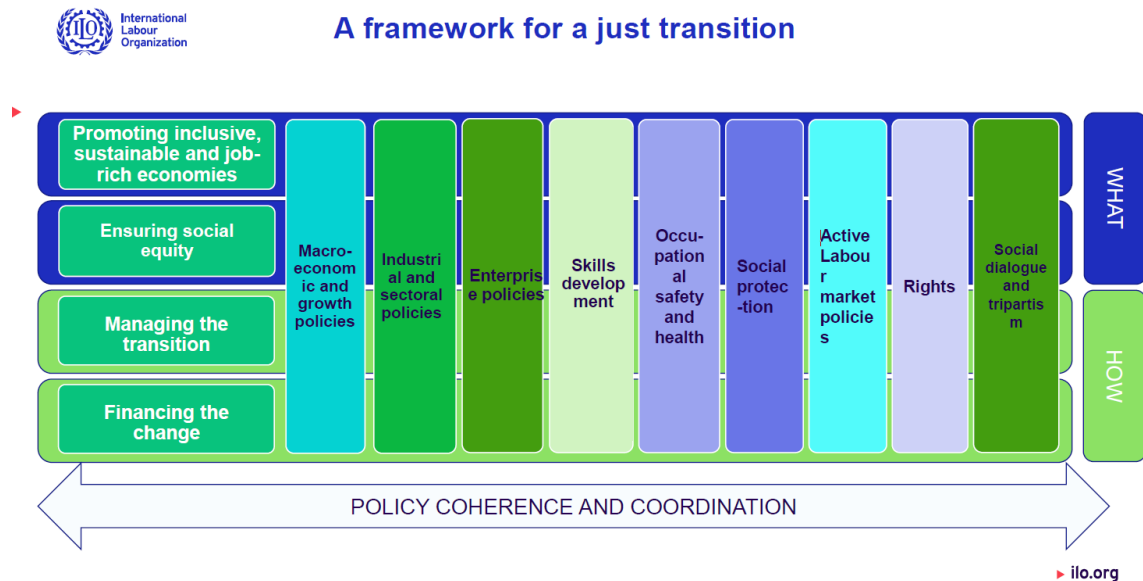 International
Labour
Organization
A framework for a just transition
Promoting inclusive,
sustainable and job-
rich economies
Ensuring social
equity
Managing the
transition
Financing the
change
Macro-
econom
ic and
growth
policies
Industri
al and
sectoral
policies
Enterpris
e policies
Skills
develop
ment
Occu-
pation
al
safety
and
health
Social
protec
-tion
Active
Labou
r
market
policie
s
Rights
Social
dialogue
and
tripartis
m
WHAT
HOW
POLICY COHERENCE AND COORDINATION
ilo.org